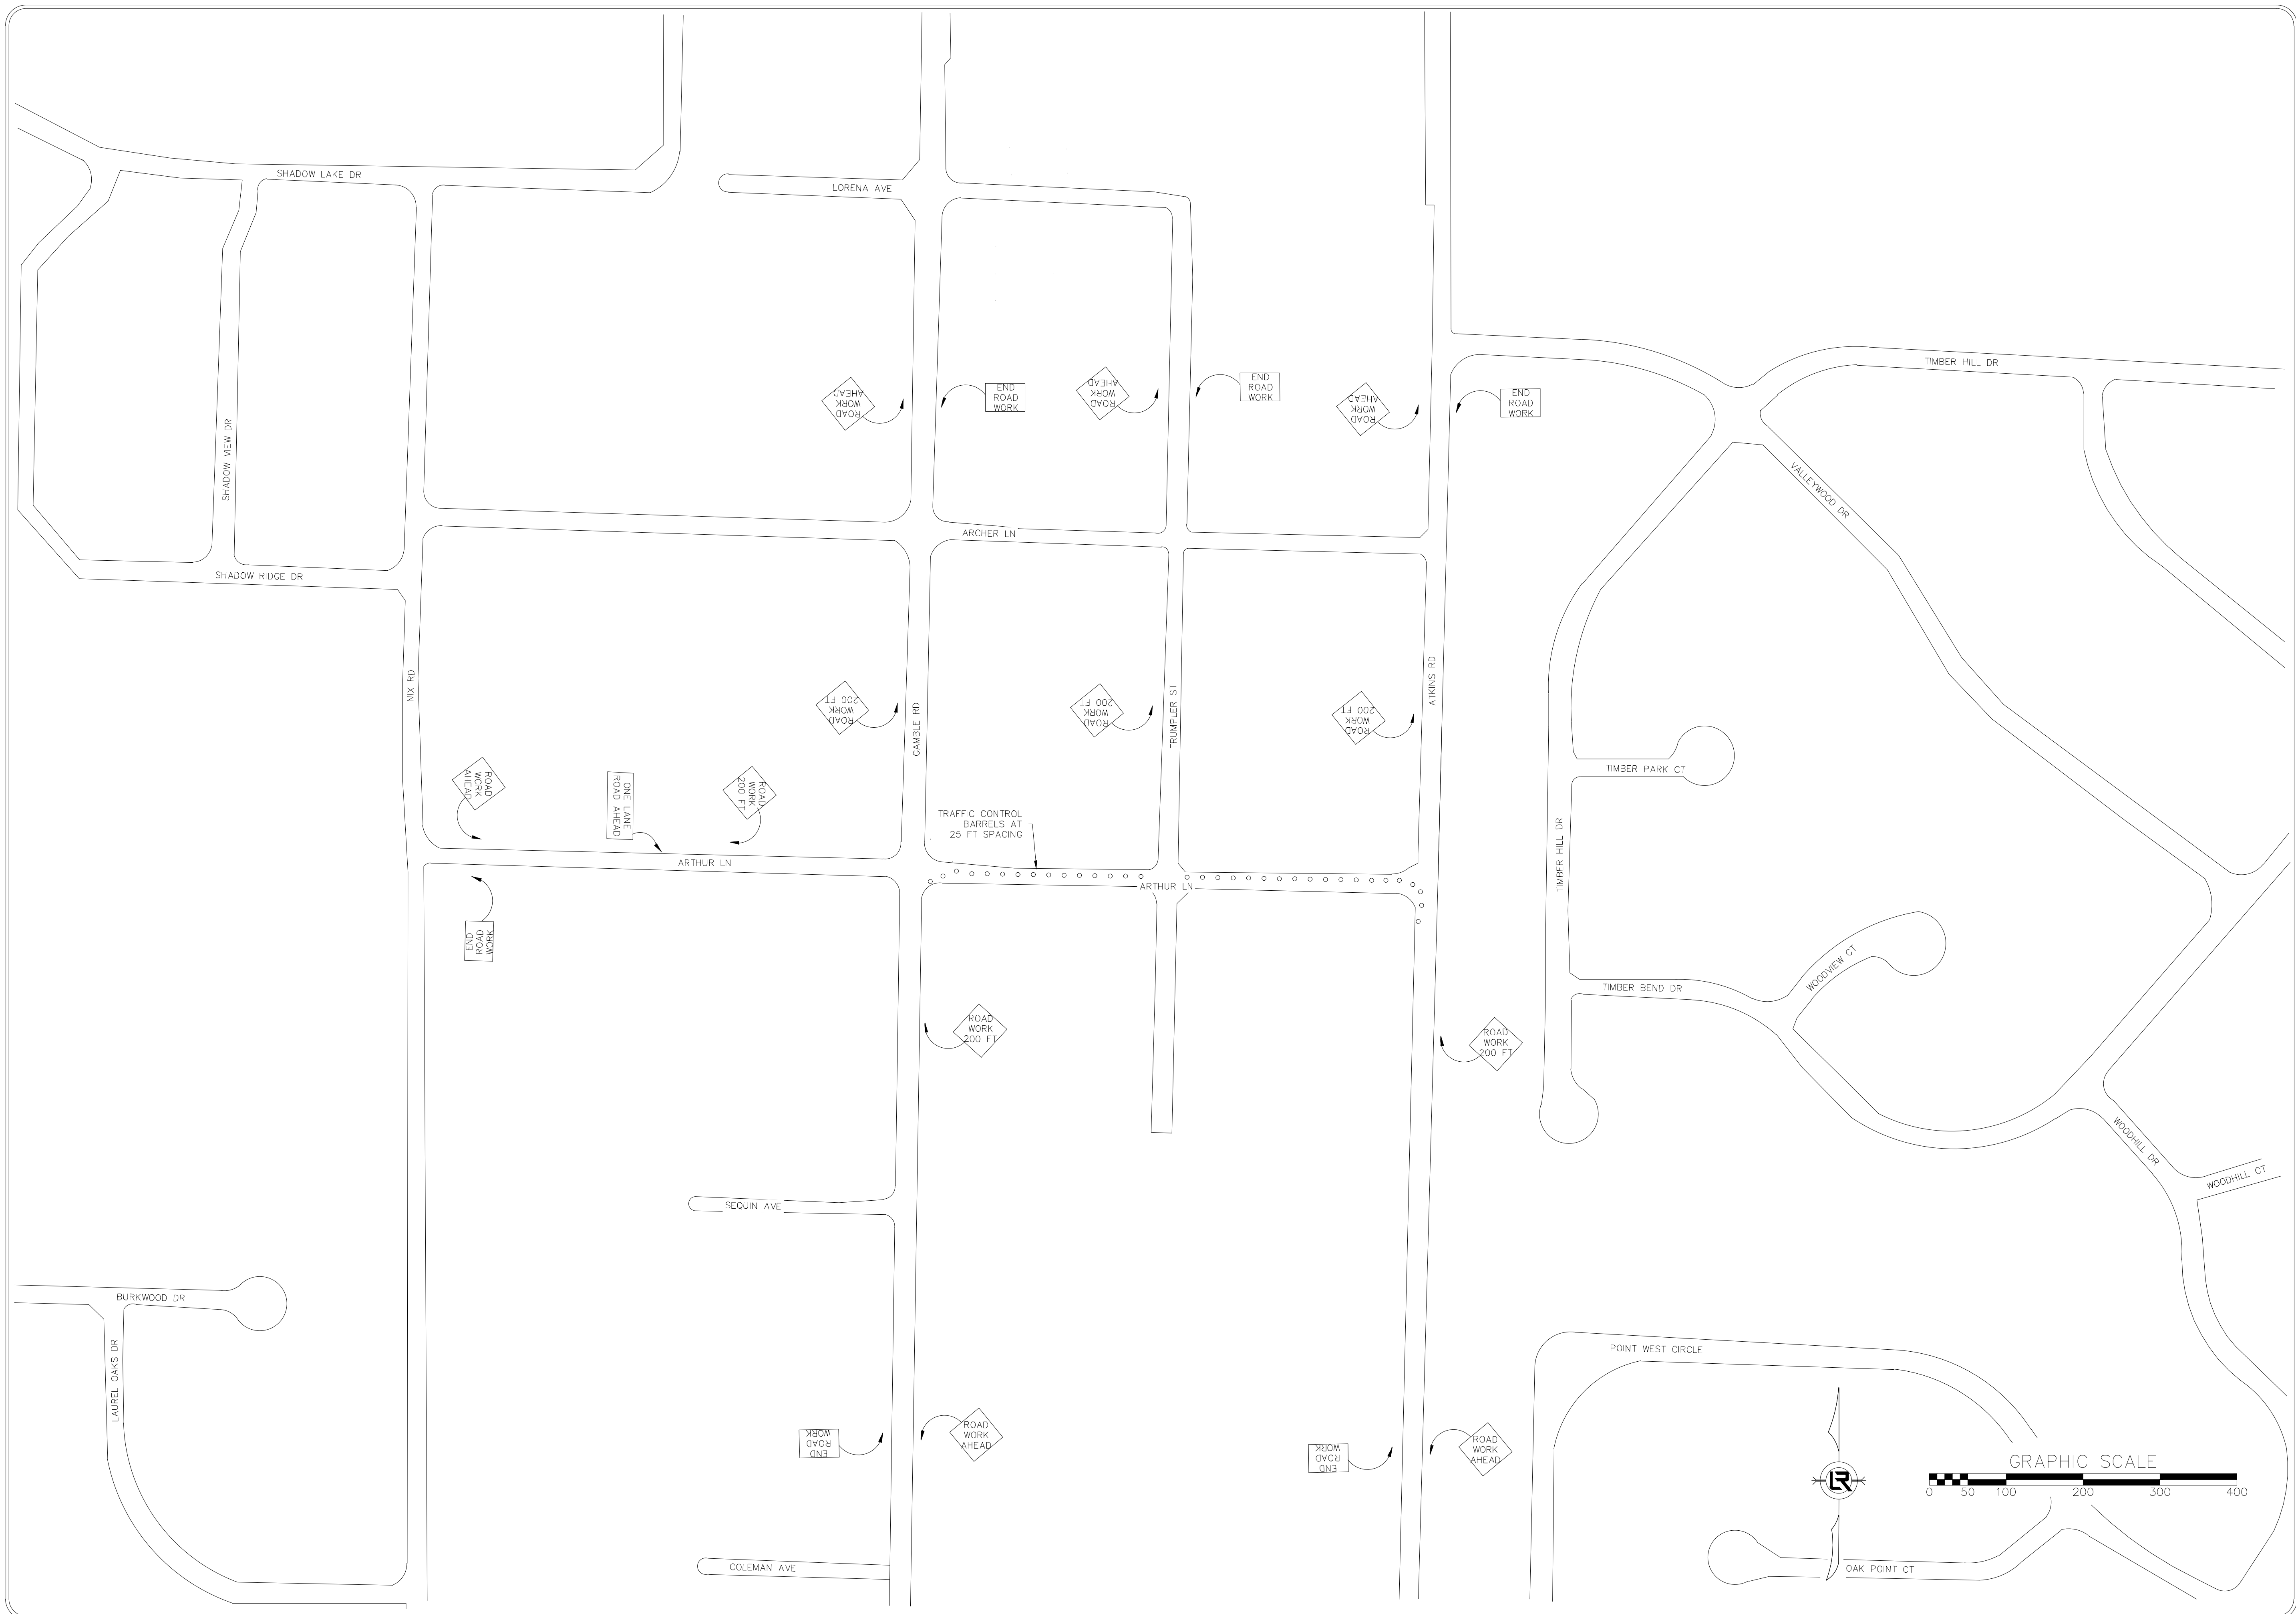 SHADOW LAKE DR
LORENA AVE
TIMBER HILL DR
ROAD
WORK
AHEAD
END
ROAD
WORK
ROAD
WORK
AHEAD
END
ROAD
WORK
ROAD
WORK
AHEAD
END
ROAD
WORK
SHADOW VIEW DR
VALLEYWOOD DR
ARCHER LN
SHADOW RIDGE DR
NIX RD
GAMBLE RD
TRUMPLER ST
ATKINS RD
ROAD
WORK
200 FT
ROAD
WORK
200 FT
ROAD
WORK
200 FT
ROAD
WORK
AHEAD
ONE LANE
ROAD AHEAD
ROAD
WORK
200 FT
TIMBER PARK CT
TRAFFIC CONTROL
BARRELS AT
25 FT SPACING
TIMBER HILL DR
ARTHUR LN
ARTHUR LN
END
ROAD
WORK
WOODVIEW CT
TIMBER BEND DR
ROAD
WORK
200 FT
ROAD
WORK
200 FT
WOODHILL DR
WOODHILL CT
SEQUIN AVE
BURKWOOD DR
LAUREL OAKS DR
POINT WEST CIRCLE
END
ROAD
WORK
ROAD
WORK
AHEAD
END
ROAD
WORK
ROAD
WORK
AHEAD
GRAPHIC SCALE
0 50 100 200 300 400
LR
COLEMAN AVE
OAK POINT CT